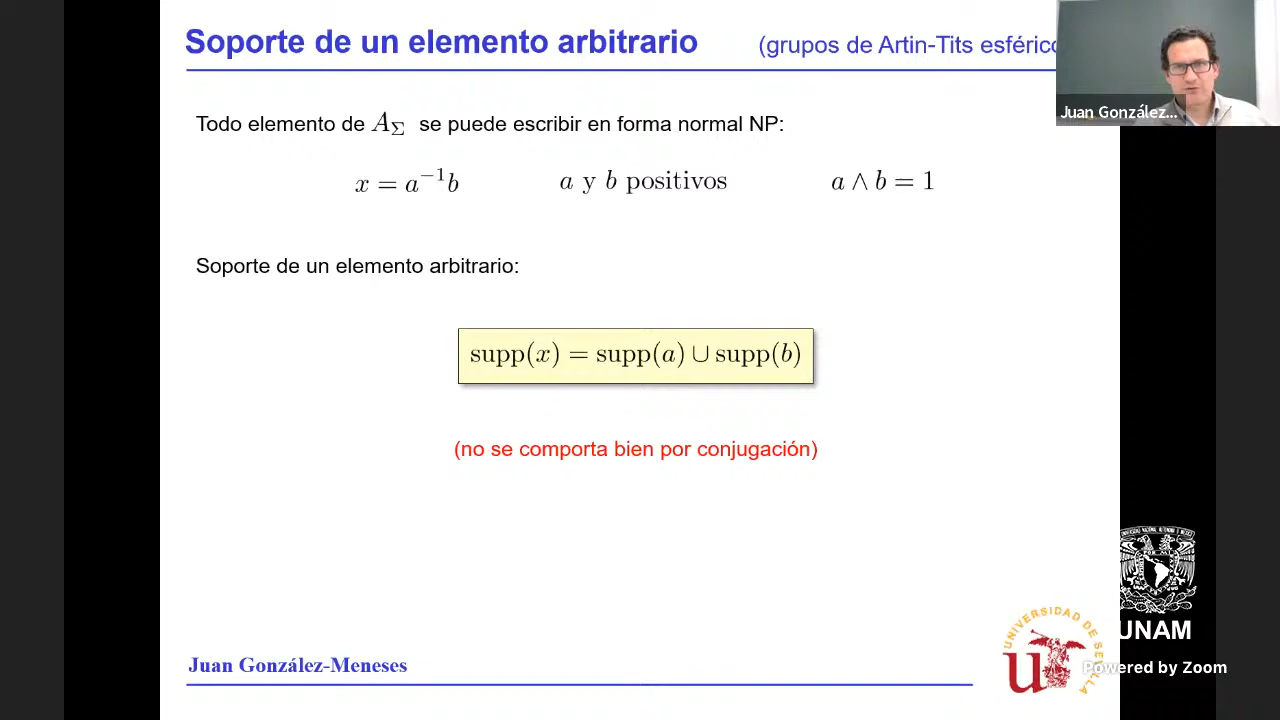 Soporte de un elemento arbitrario (grupos de Artin-Tits esférico
Juan González...
Todo elemento de A_Σ se puede escribir en forma normal NP:
x = a⁻¹b a y b positivos a ∧ b = 1
Soporte de un elemento arbitrario:
supp(x) = supp(a) ∪ supp(b)
(no se comporta bien por conjugación)
UNIVERSIDAD DE SEVILLA
UNAM
Juan González-Meneses
Powered by Zoom